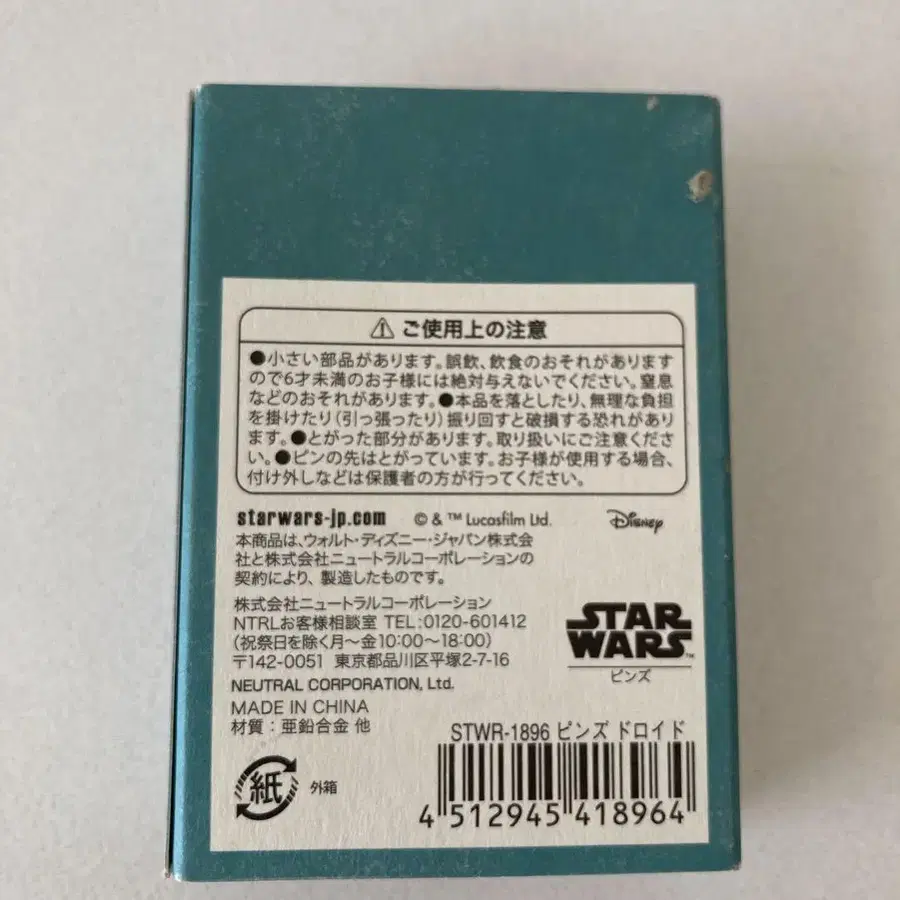 ⚠ ご使用上の注意
●小さい部品があります。誤飲、飲食のおそれがあります
ので6才未満のお子様には絶対与えないでください。窒息
などのおそれがあります。●本品を落としたり、無理な負担
を掛けたり(引っ張ったり)振り回すと破損する恐れがあり
ます。●とがった部分があります。取り扱いにご注意くださ
い。●ピンの先はとがっています。お子様が使用する場合、
付け外しなどは保護者の方が行ってください。
starwars-jp.com © & ™ Lucasfilm Ltd. Disney
本商品は、ウォルト・ディズニー・ジャパン株式会
社と株式会社ニュートラルコーポレーションの
契約により、製造したものです。
株式会社ニュートラルコーポレーション
NTRLお客様相談室 TEL:0120-601412
(祝祭日を除く月〜金10:00〜18:00)
〒142-0051 東京都品川区平塚2-7-16
NEUTRAL CORPORATION, Ltd.
MADE IN CHINA
材質:亜鉛合金 他
STAR
WARS™
ピンズ
STWR-1896 ピンズ ドロイド
紙 外箱
4 512945 418964